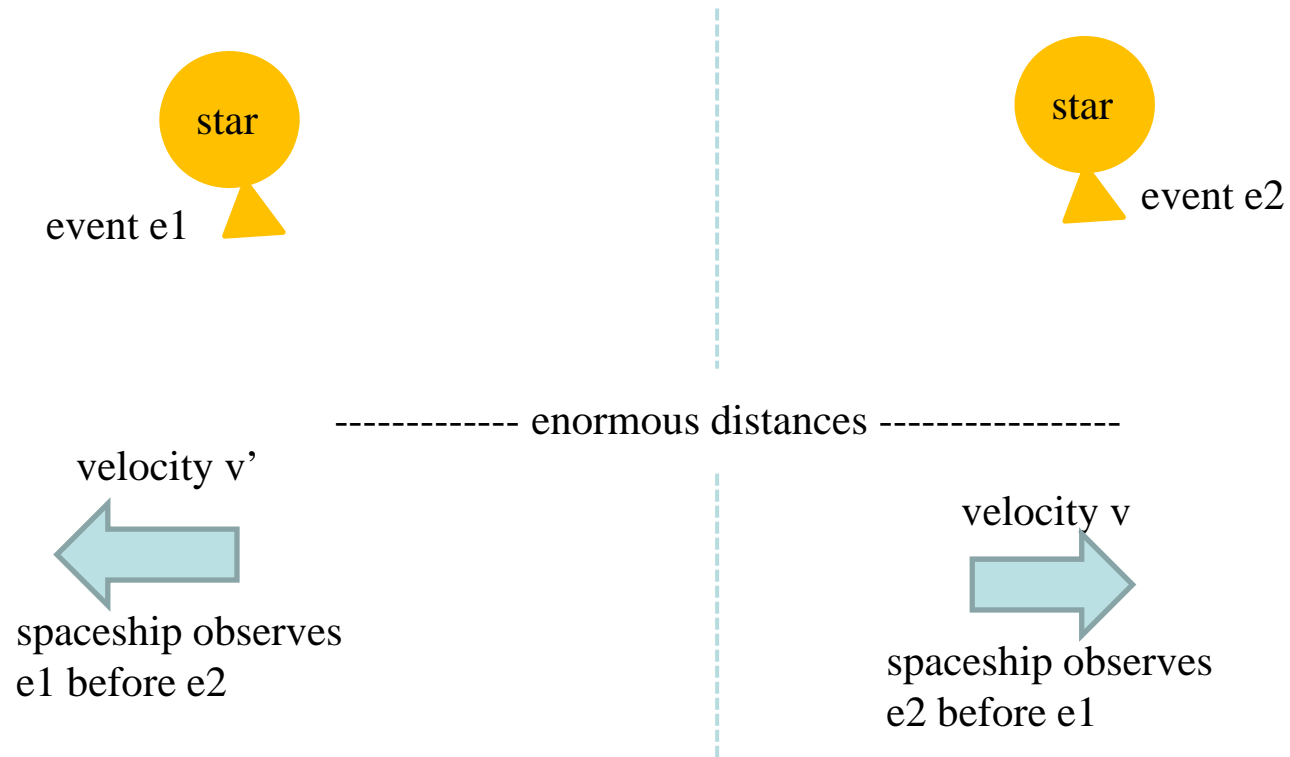 star
star
event e1
event e2
------------- enormous distances -----------------
velocity v’
velocity v
spaceship observes
e1 before e2
spaceship observes
e2 before e1